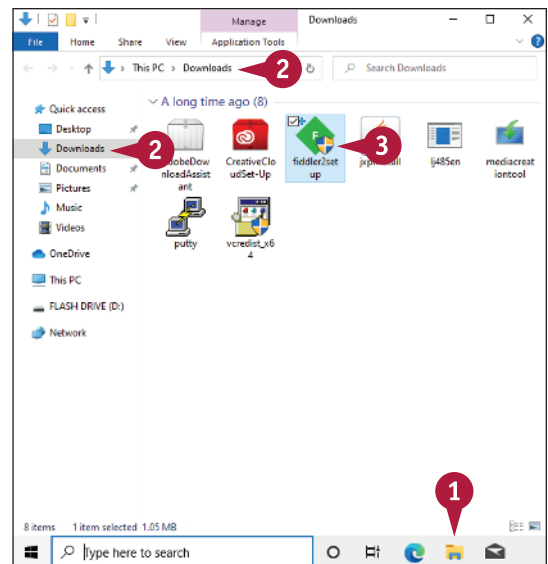 Manage
Downloads
File
Home
Share
View
Application Tools
This PC
Downloads
2
Search Downloads
Quick access
Desktop
Downloads
2
Documents
Pictures
Music
Videos
OneDrive
This PC
FLASH DRIVE (D:)
Network
A long time ago (8)
3
nloadAssist
ant
CreativeClo
udSet-Up
fiddler2set
up
lj485en
mediacreat
iontool
putty
vcredist_x6
4
1
8 items
1 item selected
1.05 MB
Type here to search